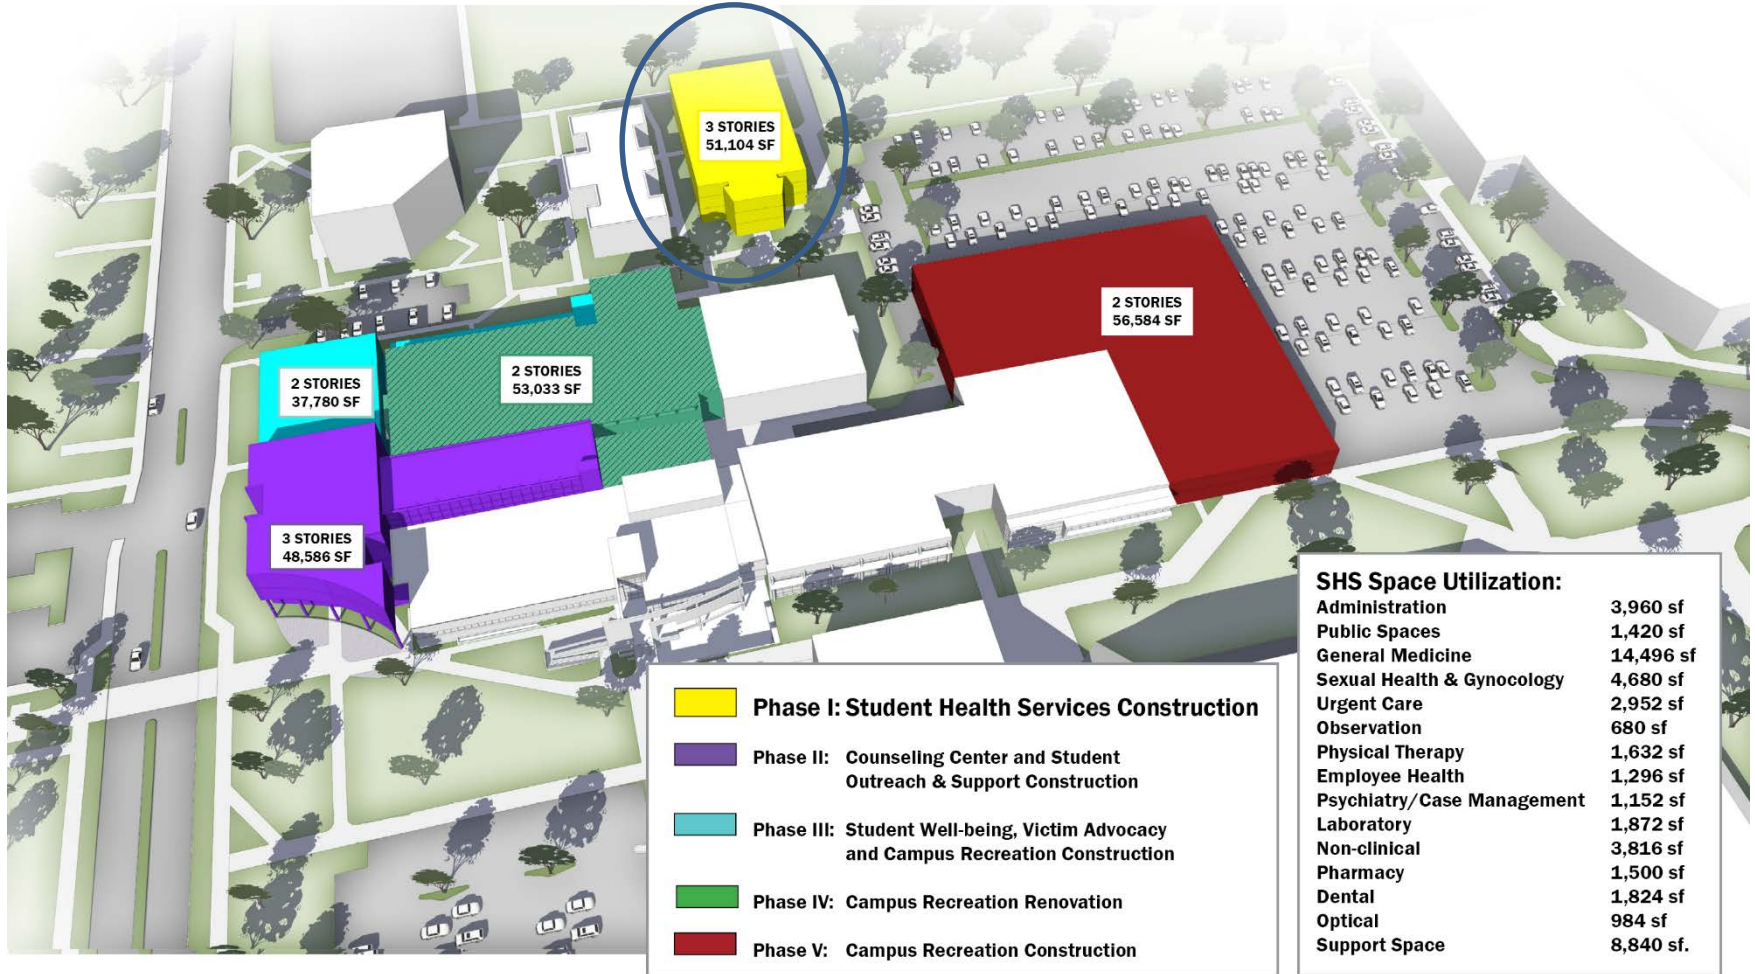 3 STORIES
51,104 SF
2 STORIES
56,584 SF
2 STORIES
37,780 SF
2 STORIES
53,033 SF
3 STORIES
48,586 SF
Phase I: Student Health Services Construction
Phase II: Counseling Center and Student
Outreach & Support Construction
Phase III: Student Well-being, Victim Advocacy
and Campus Recreation Construction
Phase IV: Campus Recreation Renovation
Phase V: Campus Recreation Construction
SHS Space Utilization:
Administration 3,960 sf
Public Spaces 1,420 sf
General Medicine 14,496 sf
Sexual Health & Gynocology 4,680 sf
Urgent Care 2,952 sf
Observation 680 sf
Physical Therapy 1,632 sf
Employee Health 1,296 sf
Psychiatry/Case Management 1,152 sf
Laboratory 1,872 sf
Non-clinical 3,816 sf
Pharmacy 1,500 sf
Dental 1,824 sf
Optical 984 sf
Support Space 8,840 sf.